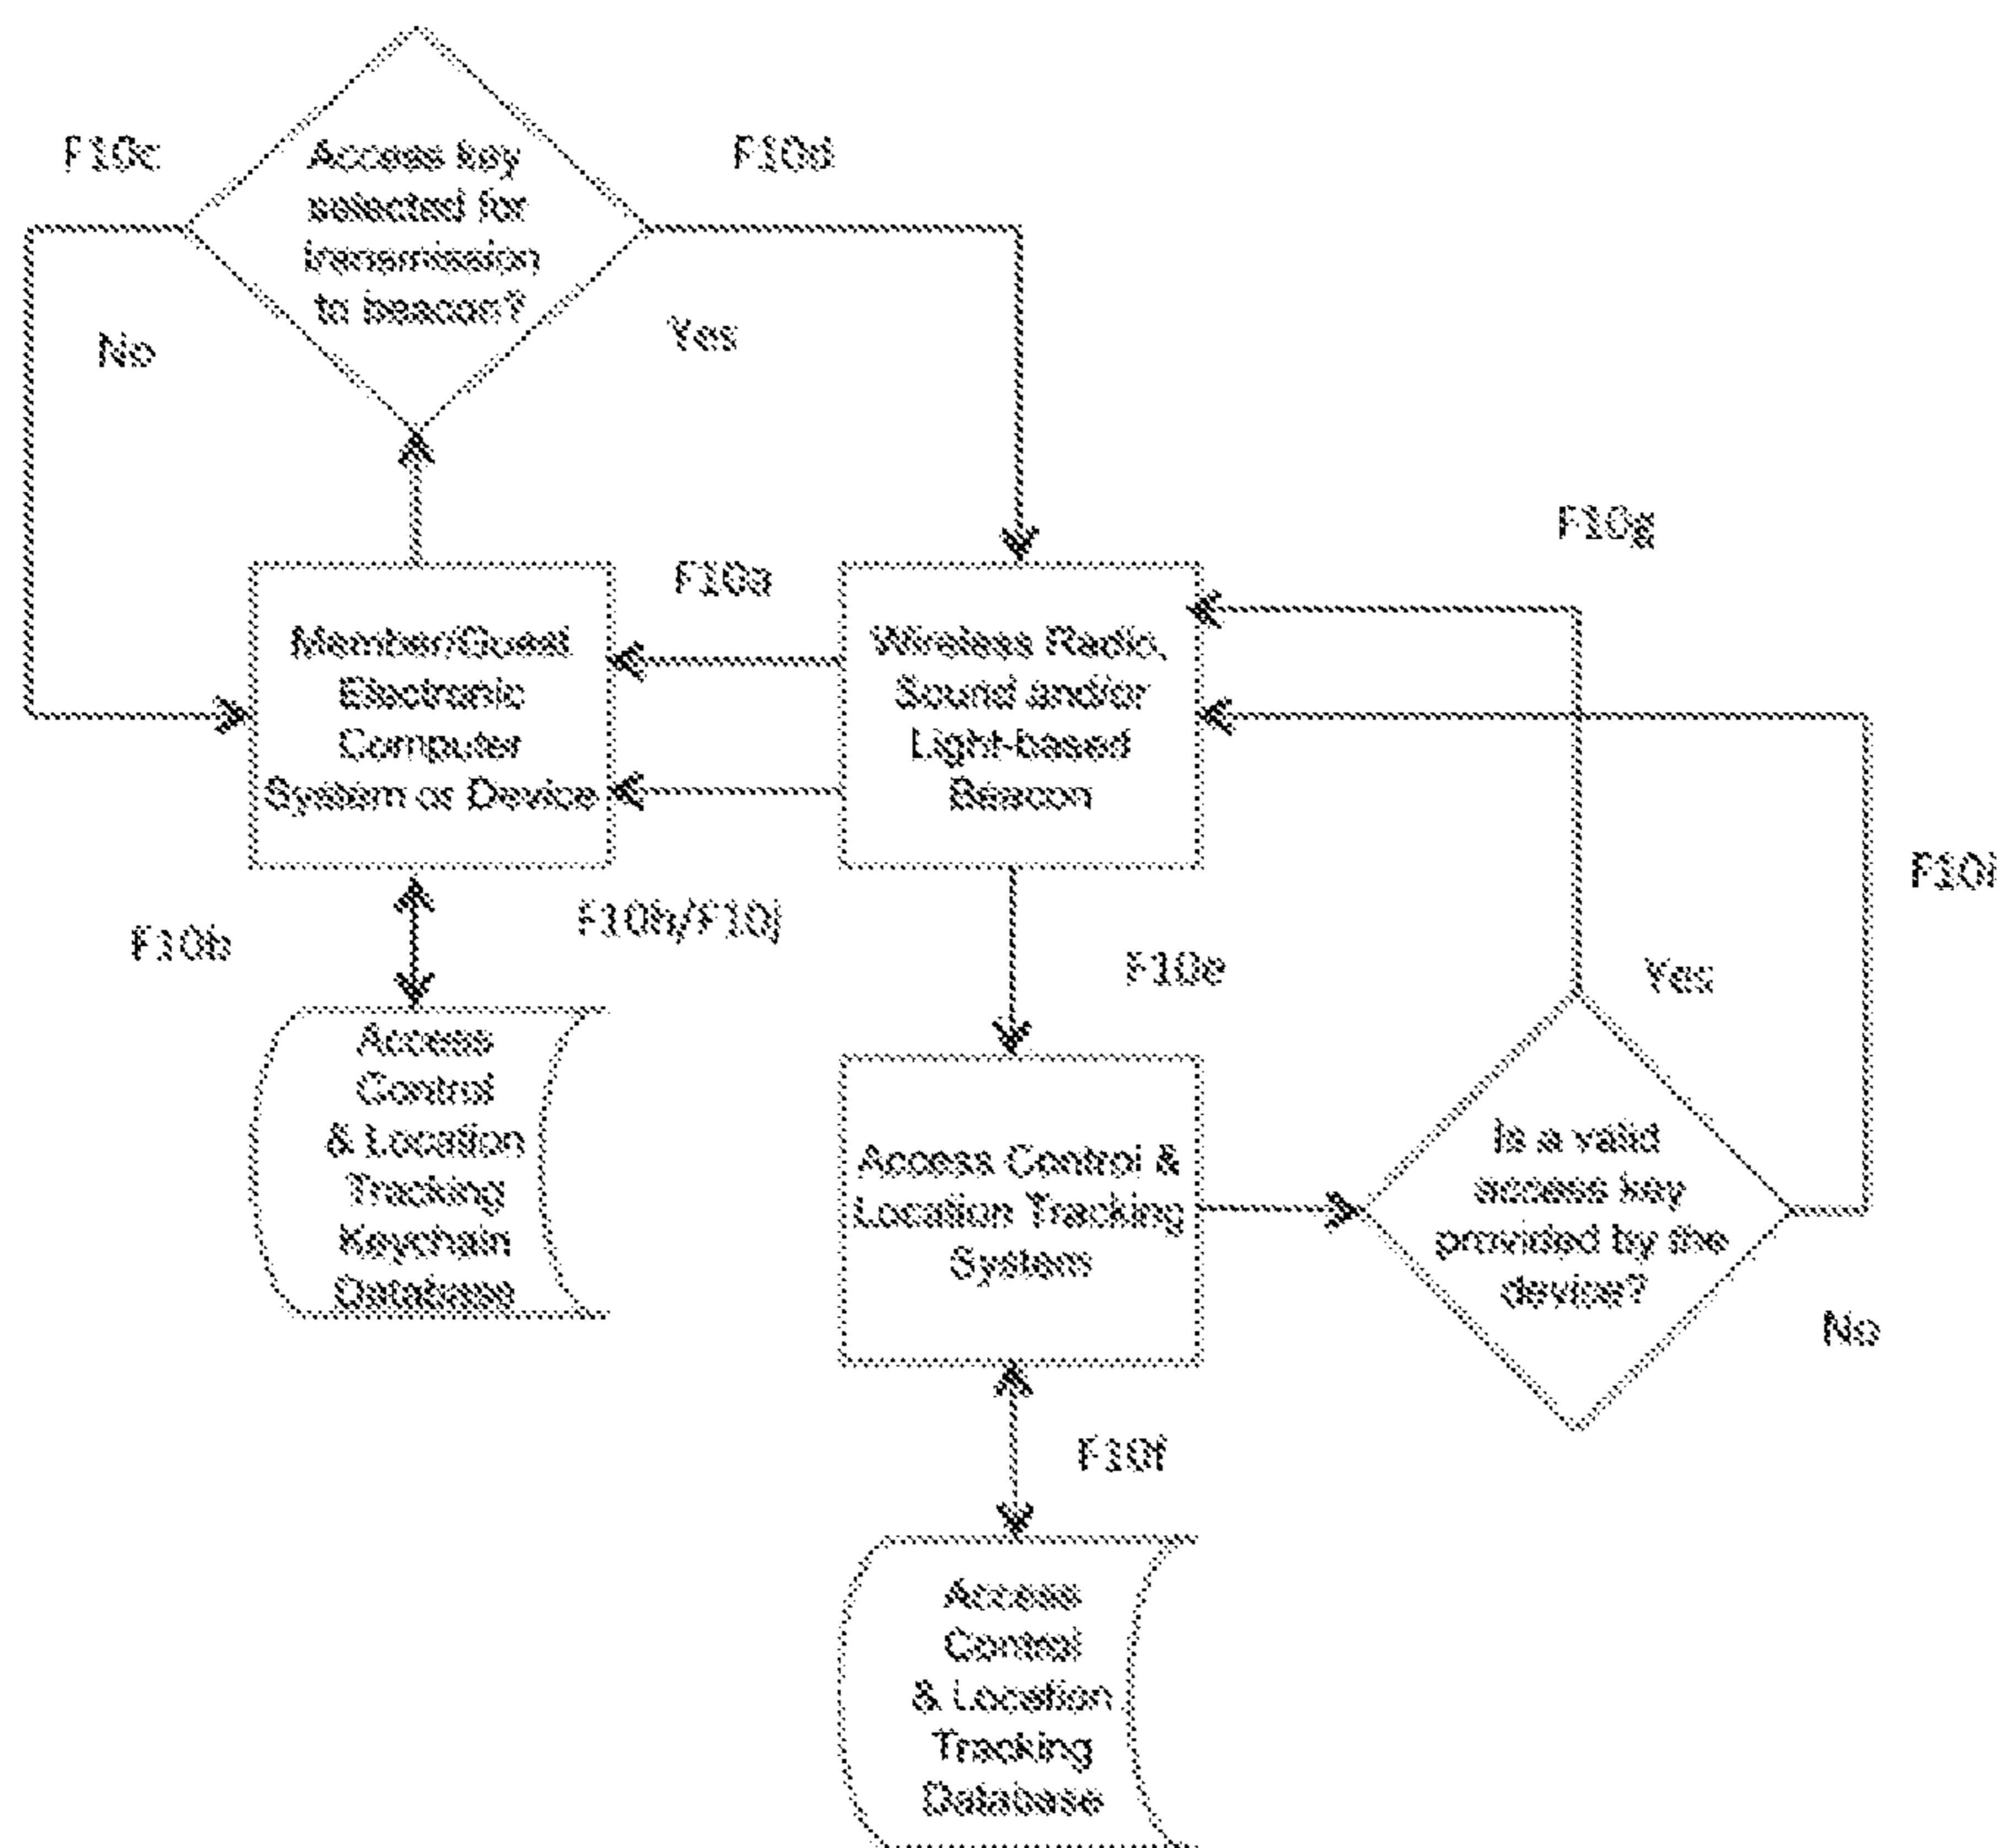 F10c
Access key
selected for
transmission
to beacon?
F10d
No
Yes
F10g
F10a
Member/Guest
Electronic
Computer
System or Device
Wireless Radio,
Sound and/or
Light-based
Beacon
F10i
F10b
F10h/F10j
F10e
Yes
Access
Control
& Location
Tracking
Keychain
Database
Access Control &
Location Tracking
System
Is a valid
access key
provided by the
device?
No
F10f
Access
Control
& Location
Tracking
Database